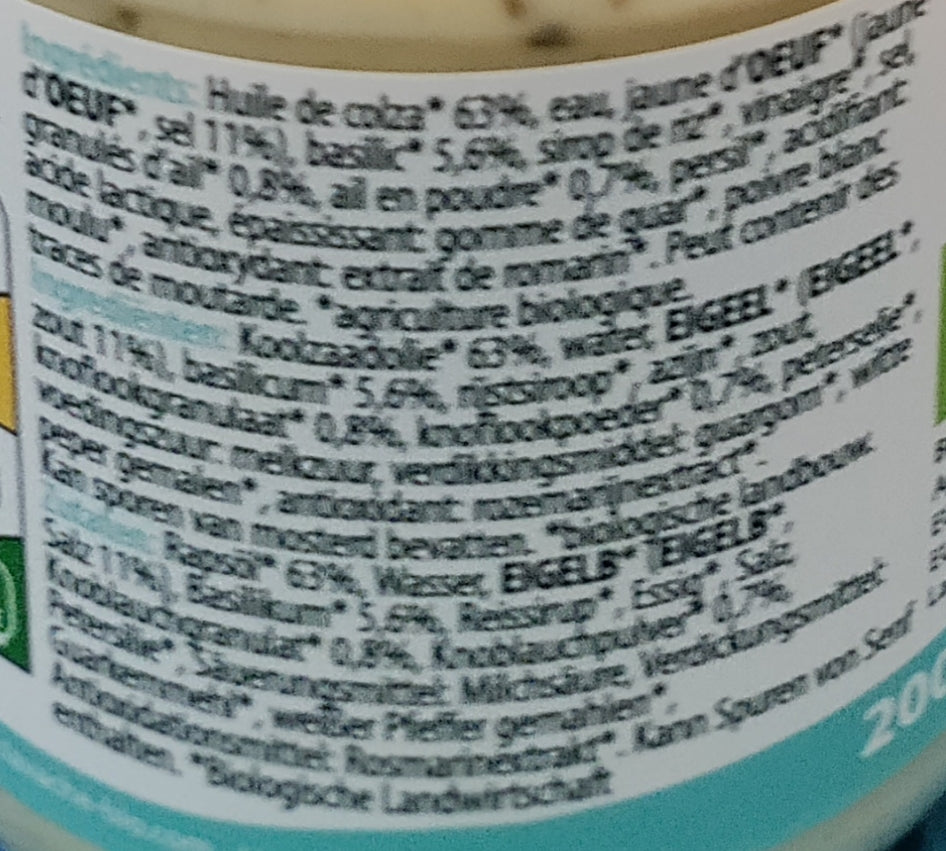 Ingrédients: Huile de colza* 63%, eau, jaune d'OEUF* (jaune
d'OEUF*, sel 11%), basilic* 5,6%, sirop de riz*, vinaigre*, sel,
granulés d'ail* 0,8%, ail en poudre* 0,7%, persil*, acidifiant:
acide lactique, épaississsant: gomme de guar*, poivre blanc
moulu*, antioxydant: extrait de romarin*. Peut contenir des
traces de moutarde. *agriculture biologique.
Koolzaadolie* 63%, water, EIGEEL* (EIGEEL*,
zout 11%), basilicum* 5,6%, rijstsiroop*, azijn*, zout,
knoflookgranulaat* 0,8%, knoflookpoeder* 0,7%, peterselie*,
voedingszuur: melkzuur, verdikkingsmiddel: guargom*, witte
peper gemalen*, antioxidant: rozemarijnextract*.
Kan sporen van mosterd bevatten. *biologische landbouw.
Zutaten: Rapsöl* 63%, Wasser, EIGELB* (EIGELB*,
Salz 11%), Basilikum* 5,6%, Reissirup*, Essig*, Salz,
Knoblauchgranulat* 0,8%, Knoblauchpulver* 0,7%,
Petersilie*, Säuerungsmittel: Milchsäure, Verdickungsmittel:
Guarkernmehl*, weißer Pfeffer gemahlen*,
Antioxidationsmittel: Rosmarinextrakt*. Kann Spuren von Senf
enthalten. *Biologische Landwirtschaft
200